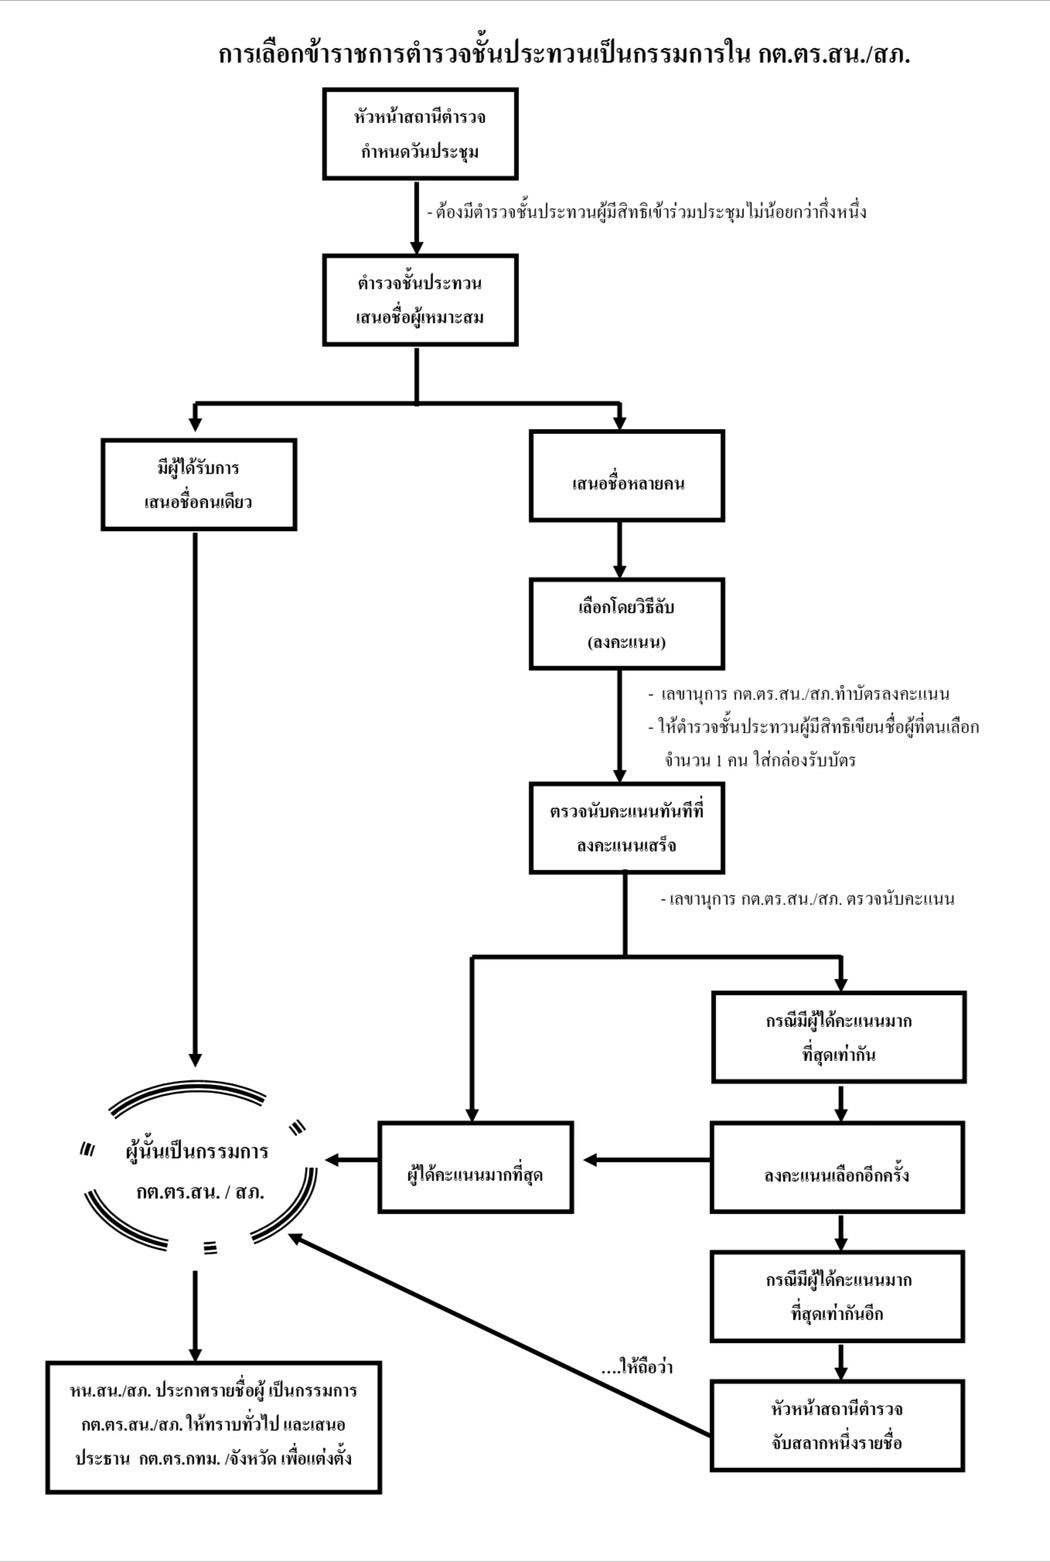 การเลือกข้าราชการตำรวจชั้นประทวนเป็นกรรมการใน กต.ตร.สน./สภ.
หัวหน้าสถานีตำรวจ
กำหนดวันประชุม
- ต้องมีตำรวจชั้นประทวนผู้มีสิทธิเข้าร่วมประชุมไม่น้อยกว่ากึ่งหนึ่ง
ตำรวจชั้นประทวน
เสนอชื่อผู้เหมาะสม
มีผู้ได้รับการ
เสนอชื่อคนเดียว
เสนอชื่อหลายคน
เลือกโดยวิธีลับ
(ลงคะแนน)
- เลขานุการ กต.ตร.สน./สภ.ทำบัตรลงคะแนน
- ให้ตำรวจชั้นประทวนผู้มีสิทธิเขียนชื่อผู้ที่ตนเลือก
จำนวน 1 คน ใส่กล่องรับบัตร
ตรวจนับคะแนนทันทีที่
ลงคะแนนเสร็จ
- เลขานุการ กต.ตร.สน./สภ. ตรวจนับคะแนน
กรณีมีผู้ได้คะแนนมาก
ที่สุดเท่ากัน
ผู้นั้นเป็นกรรมการ
กต.ตร.สน. / สภ.
ผู้ได้คะแนนมากที่สุด
ลงคะแนนเลือกอีกครั้ง
กรณีมีผู้ได้คะแนนมาก
ที่สุดเท่ากันอีก
....ให้ถือว่า
หัวหน้าสถานีตำรวจ
จับสลากหนึ่งรายชื่อ
หน.สน./สภ. ประกาศรายชื่อผู้ เป็นกรรมการ
กต.ตร.สน./สภ. ให้ทราบทั่วไป และเสนอ
ประธาน กต.ตร.กทม. /จังหวัด เพื่อแต่งตั้ง